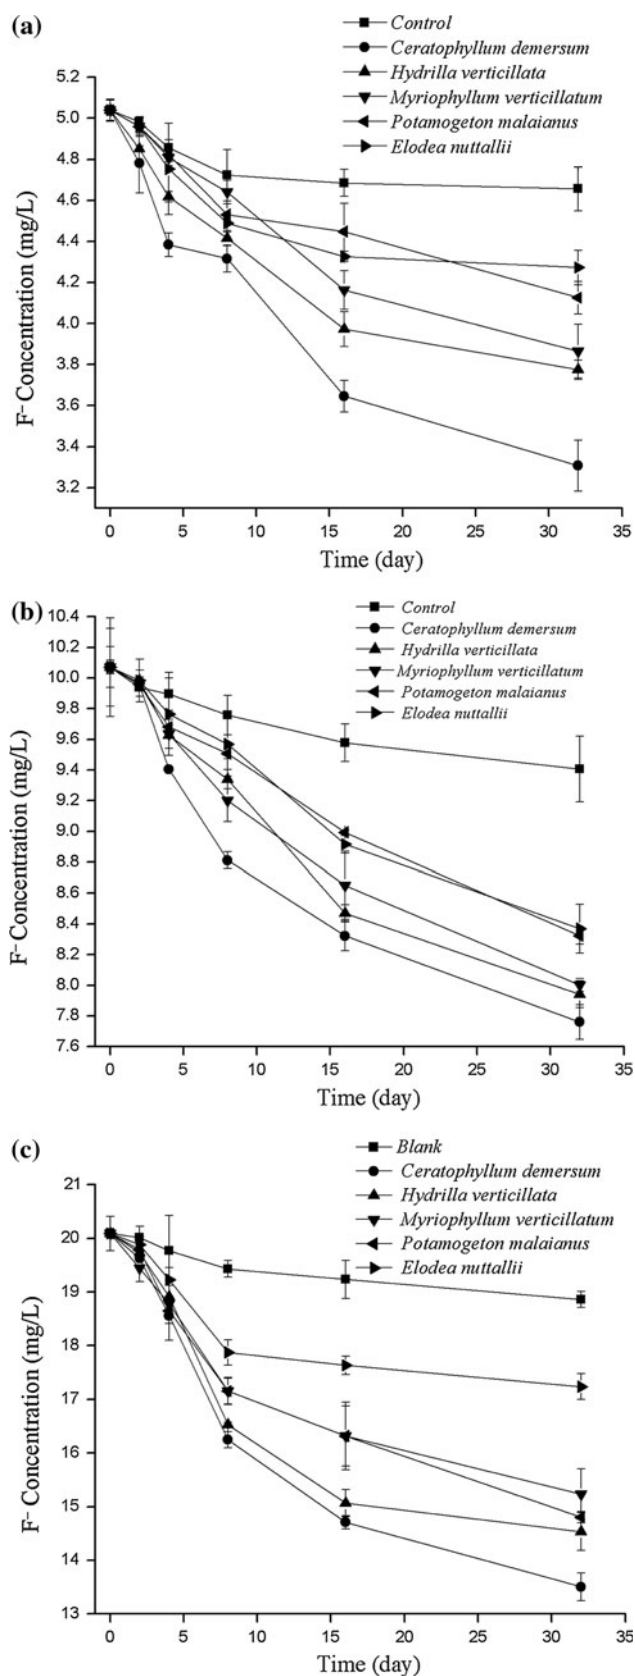 (a)
Control
Ceratophyllum demersum
Hydrilla verticillata
Myriophyllum verticillatum
Potamogeton malaianus
Elodea nuttallii
5.2
5.0
4.8
4.6
4.4
4.2
4.0
3.8
3.6
3.4
3.2
F⁻ Concentration (mg/L)
0 5 10 15 20 25 30 35
Time (day)
(b)
Control
Ceratophyllum demersum
Hydrilla verticillata
Myriophyllum verticillatum
Potamogeton malaianus
Elodea nuttallii
10.4
10.2
10.0
9.8
9.6
9.4
9.2
9.0
8.8
8.6
8.4
8.2
8.0
7.8
7.6
F⁻ Concentration (mg/L)
0 5 10 15 20 25 30 35
Time (day)
(c)
Blank
Ceratophyllum demersum
Hydrilla verticillata
Myriophyllum verticillatum
Potamogeton malaianus
Elodea nuttallii
21
20
19
18
17
16
15
14
13
F⁻ Concentration (mg/L)
0 5 10 15 20 25 30 35
Time (day)